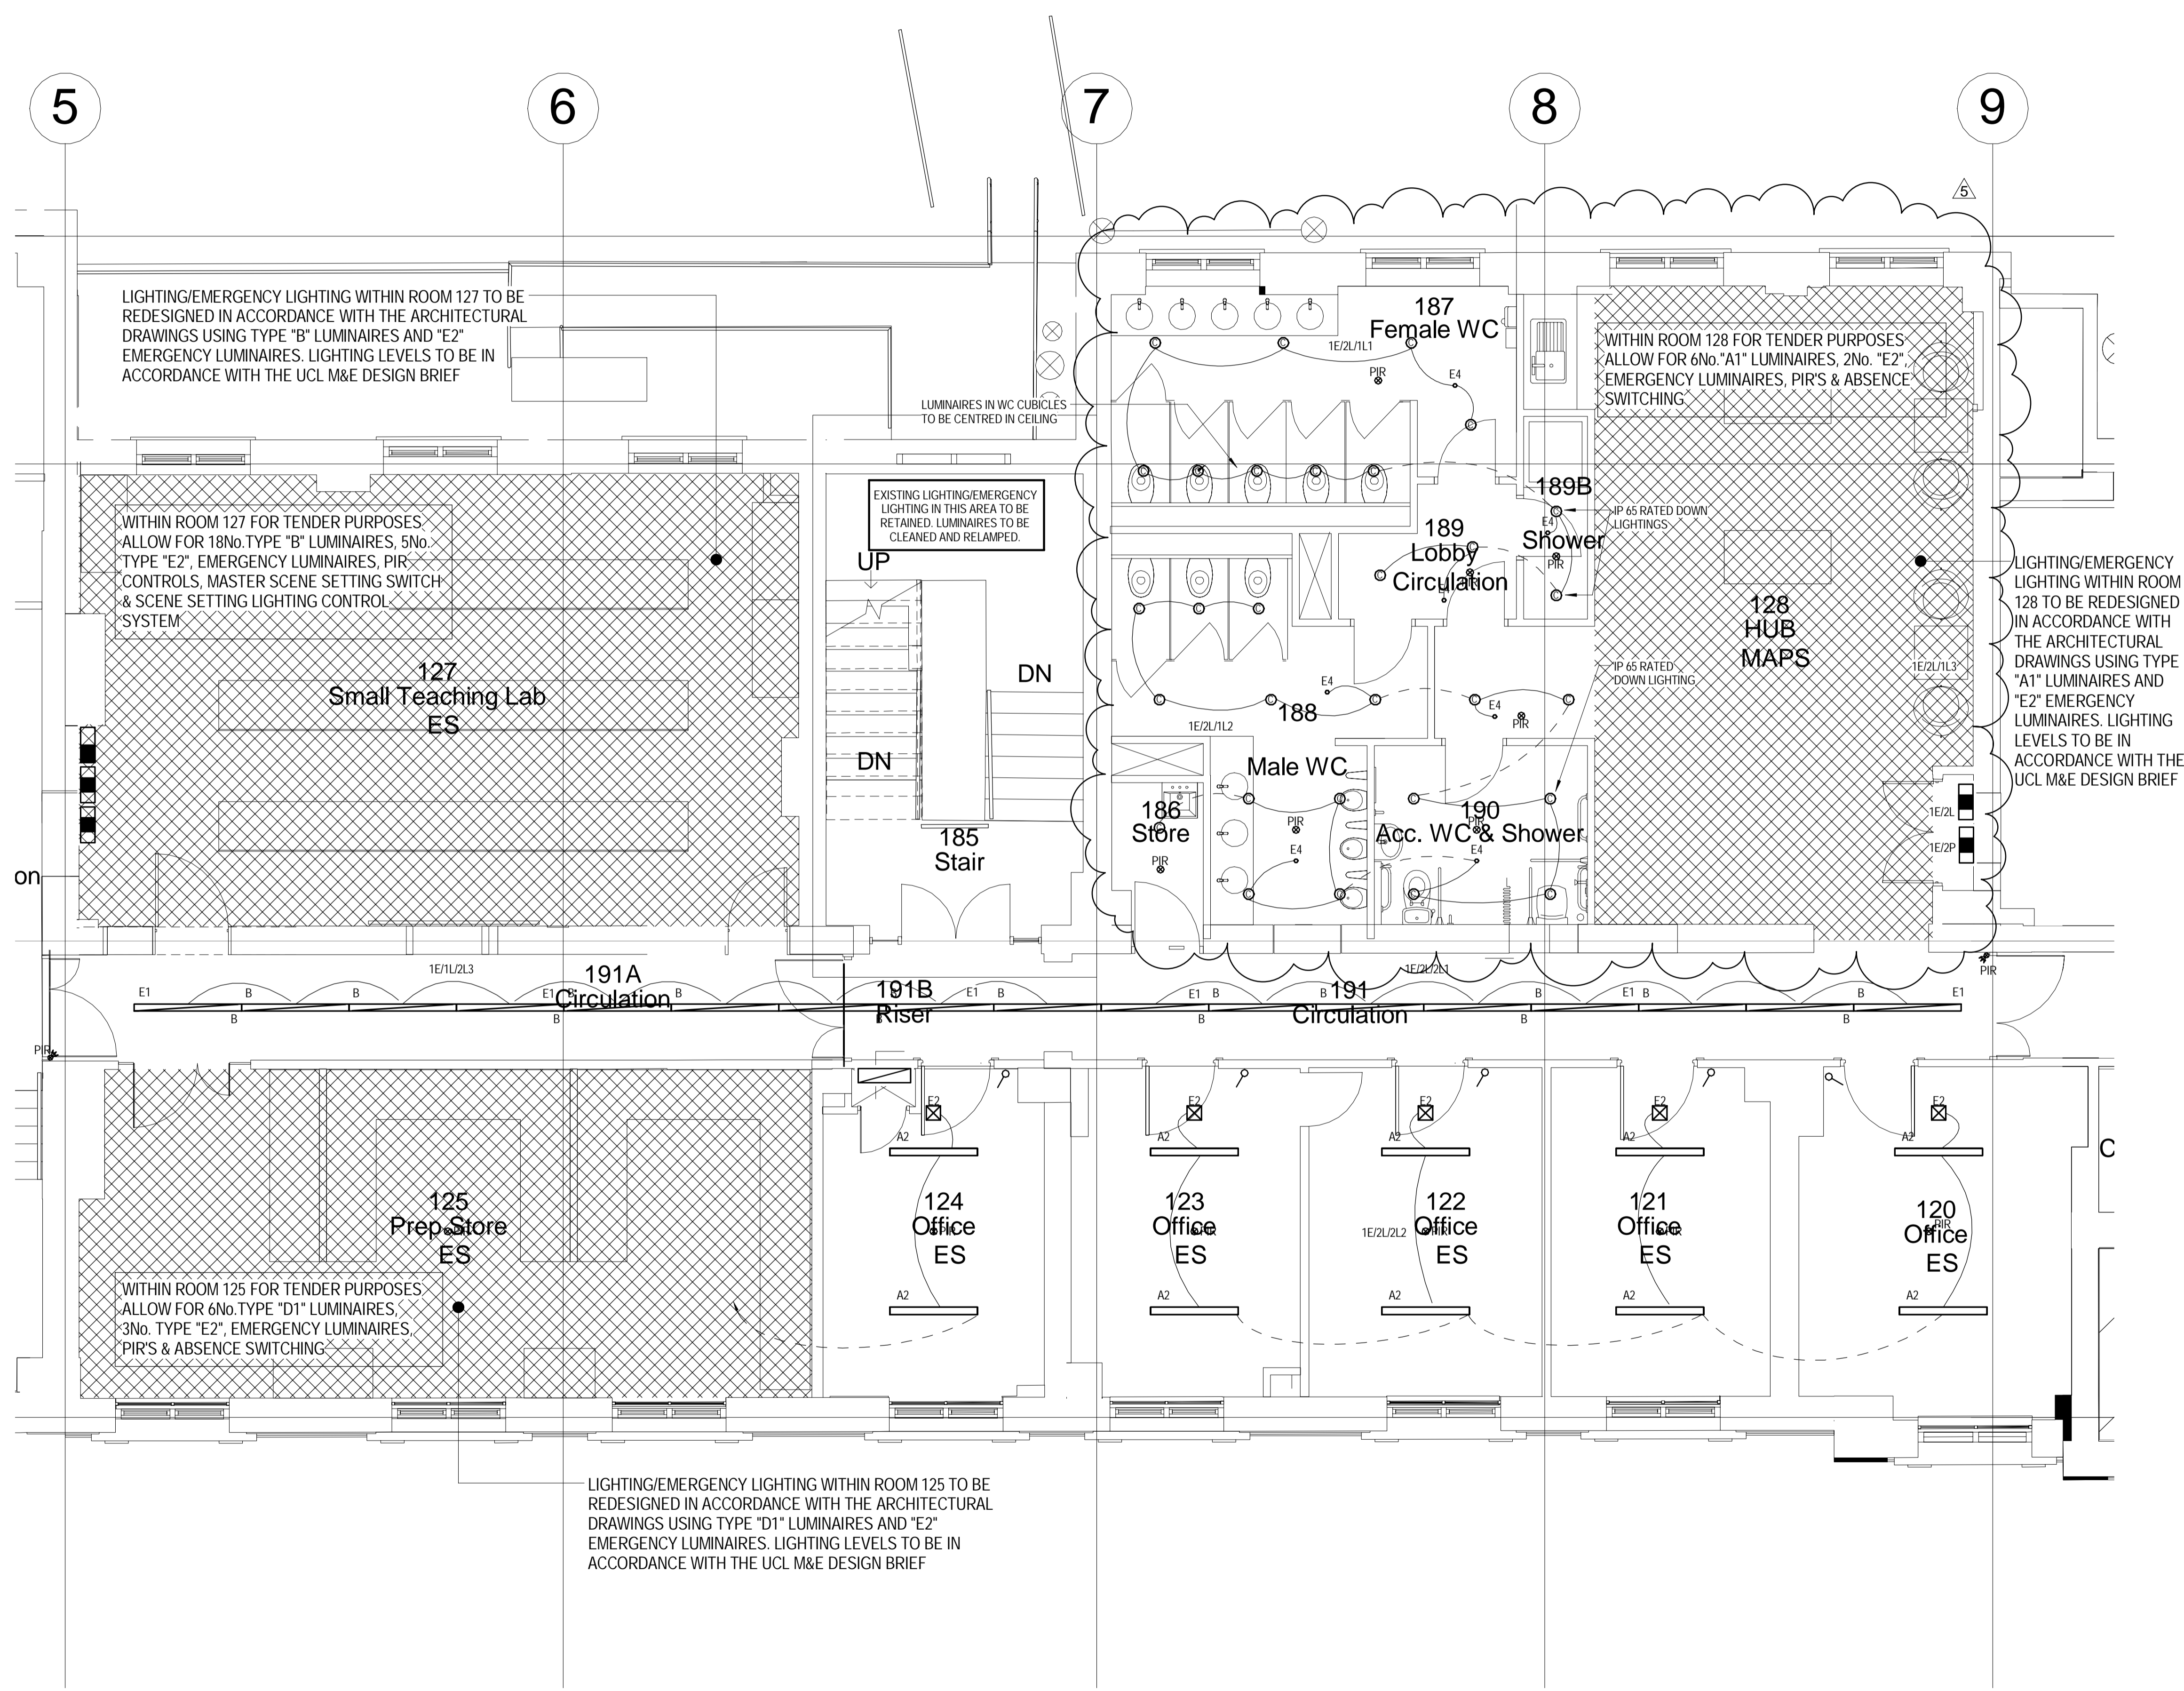 5
6
7
8
9
5
LIGHTING/EMERGENCY LIGHTING WITHIN ROOM 127 TO BE
REDESIGNED IN ACCORDANCE WITH THE ARCHITECTURAL
DRAWINGS USING TYPE "B" LUMINAIRES AND "E2"
EMERGENCY LUMINAIRES. LIGHTING LEVELS TO BE IN
ACCORDANCE WITH THE UCL M&E DESIGN BRIEF
LUMINAIRES IN WC CUBICLES
TO BE CENTRED IN CEILING
187
Female WC
1E/2L/1L1
PIR
E4
WITHIN ROOM 128 FOR TENDER PURPOSES
ALLOW FOR 6No."A1" LUMINAIRES, 2No. "E2",
EMERGENCY LUMINAIRES, PIR'S & ABSENCE
SWITCHING
WITHIN ROOM 127 FOR TENDER PURPOSES
ALLOW FOR 18No.TYPE "B" LUMINAIRES, 5No.
TYPE "E2", EMERGENCY LUMINAIRES, PIR
CONTROLS, MASTER SCENE SETTING SWITCH
& SCENE SETTING LIGHTING CONTROL
SYSTEM
EXISTING LIGHTING/EMERGENCY
LIGHTING IN THIS AREA TO BE
RETAINED. LUMINAIRES TO BE
CLEANED AND RELAMPED.
UP
DN
DN
189B
Shower
E4
PIR
IP 65 RATED DOWN
LIGHTINGS
189
Lobby
Circulation
PIR
E4
LIGHTING/EMERGENCY
LIGHTING WITHIN ROOM
128 TO BE REDESIGNED
IN ACCORDANCE WITH
THE ARCHITECTURAL
DRAWINGS USING TYPE
"A1" LUMINAIRES AND
"E2" EMERGENCY
LUMINAIRES. LIGHTING
LEVELS TO BE IN
ACCORDANCE WITH THE
UCL M&E DESIGN BRIEF
128
HUB
MAPS
1E/2L/1L3
IP 65 RATED
DOWN LIGHTING
127
Small Teaching Lab
ES
E4
E4
PIR
188
Male WC
1E/2L/1L2
PIR
E4
186
Store
PIR
190
Acc. WC & Shower
PIR
E4
1E/2L
1E/2P
185
Stair
on
1E/1L/2L3
191A
Circulation
191B
Riser
1E/2L/2L1
191
Circulation
PIR
E1
B
B
E1
B
B
B
E1
B
E1
B
B
B
E1
B
B
E1
B
B
B
B
B
B
PIR
E2
E2
E2
E2
E2
A2
A2
A2
A2
A2
C
125
Prep Store
PIR
ES
124
Office
PIR
ES
123
Office
PIR
ES
1E/2L/2L2
122
Office
PIR
ES
121
Office
PIR
ES
120
Office
PIR
ES
A2
A2
A2
A2
A2
WITHIN ROOM 125 FOR TENDER PURPOSES
ALLOW FOR 6No.TYPE "D1" LUMINAIRES,
3No. TYPE "E2", EMERGENCY LUMINAIRES,
PIR'S & ABSENCE SWITCHING
LIGHTING/EMERGENCY LIGHTING WITHIN ROOM 125 TO BE
REDESIGNED IN ACCORDANCE WITH THE ARCHITECTURAL
DRAWINGS USING TYPE "D1" LUMINAIRES AND "E2"
EMERGENCY LUMINAIRES. LIGHTING LEVELS TO BE IN
ACCORDANCE WITH THE UCL M&E DESIGN BRIEF